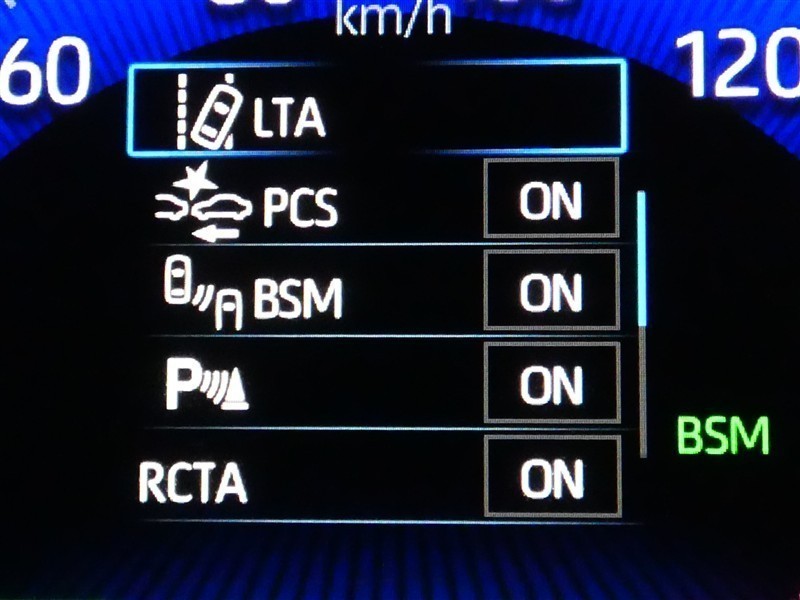 km/h
60
120
LTA
PCS ON
BSM ON
P ON
BSM
RCTA ON